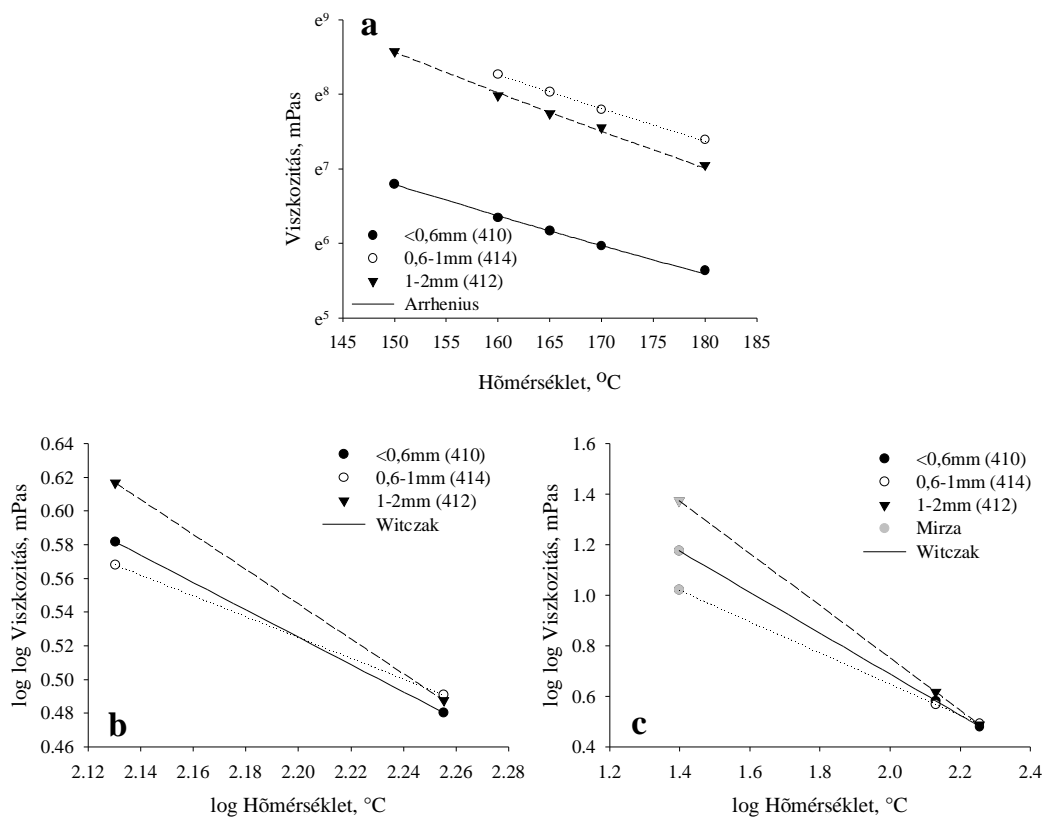 a
e9
e8
e7
e6
e5
Viszkozitás, mPas
<0,6mm (410)
0,6-1mm (414)
1-2mm (412)
Arrhenius
145 150 155 160 165 170 175 180 185
Hõmérséklet, OC
0.64
0.62
0.60
0.58
0.56
0.54
0.52
0.50
0.48
0.46
log log Viszkozitás, mPas
<0,6mm (410)
0,6-1mm (414)
1-2mm (412)
Witczak
b
2.12 2.14 2.16 2.18 2.20 2.22 2.24 2.26 2.28
log Hõmérséklet, °C
1.6
1.4
1.2
1.0
0.8
0.6
0.4
log log Viszkozitás, mPas
<0,6mm (410)
0,6-1mm (414)
1-2mm (412)
Mirza
Witczak
c
1.2 1.4 1.6 1.8 2.0 2.2 2.4
log Hõmérséklet, °C